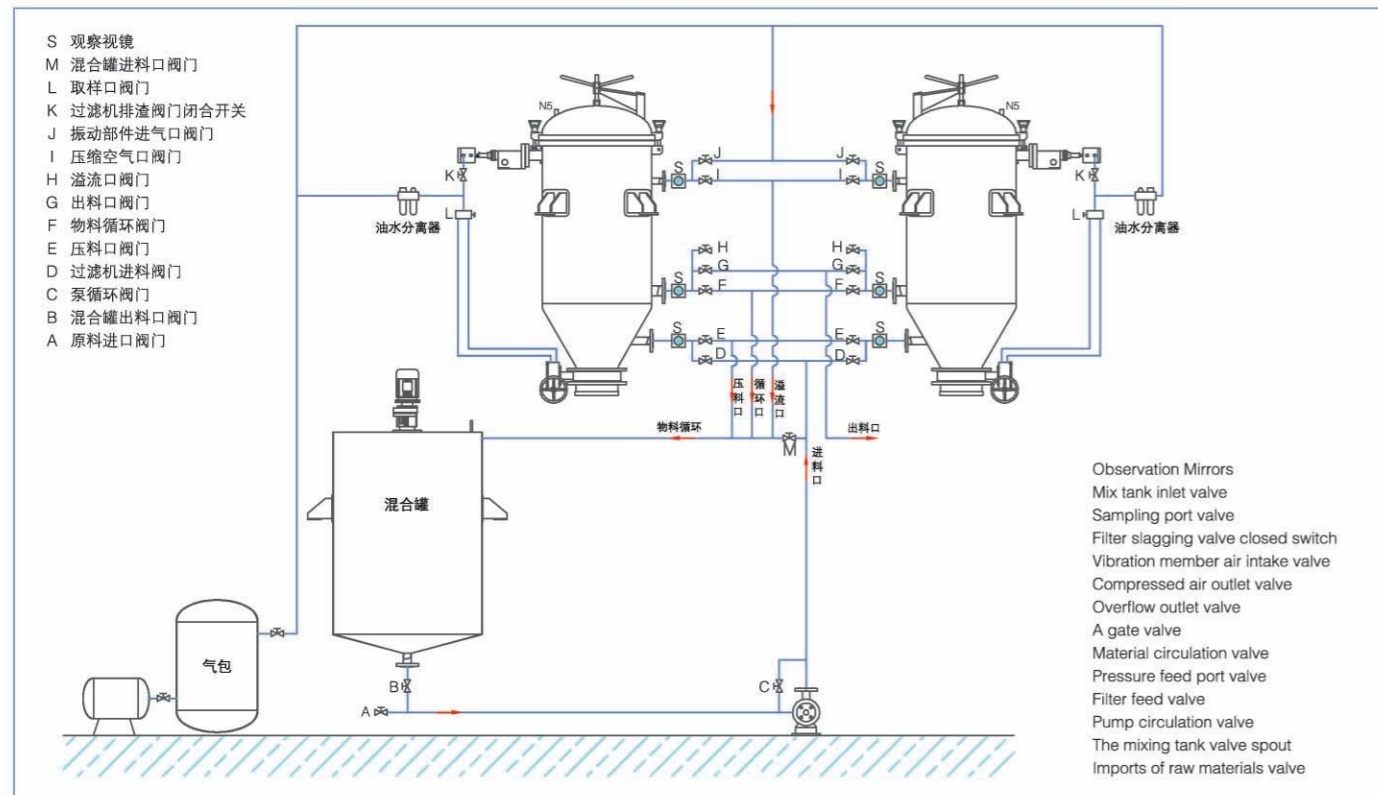 S 观察视镜
M 混合罐进料口阀门
L 取样口阀门
K 过滤机排渣阀门闭合开关
J 振动部件进气口阀门
I 压缩空气口阀门
H 溢流口阀门
G 出料口阀门
F 物料循环阀门
E 压料口阀门
D 过滤机进料阀门
C 泵循环阀门
B 混合罐出料口阀门
A 原料进口阀门
N5
N5
K
L
油水分离器
S
J
I
J
I
S
K
L
油水分离器
H
G
F
S
H
G
F
S
S
E
D
E
D
S
压料口
循环口
溢流口
物料循环
M
出料口
进料口
混合罐
气包
B
A
C
Observation Mirrors
Mix tank inlet valve
Sampling port valve
Filter slagging valve closed switch
Vibration member air intake valve
Compressed air outlet valve
Overflow outlet valve
A gate valve
Material circulation valve
Pressure feed port valve
Filter feed valve
Pump circulation valve
The mixing tank valve spout
Imports of raw materials valve